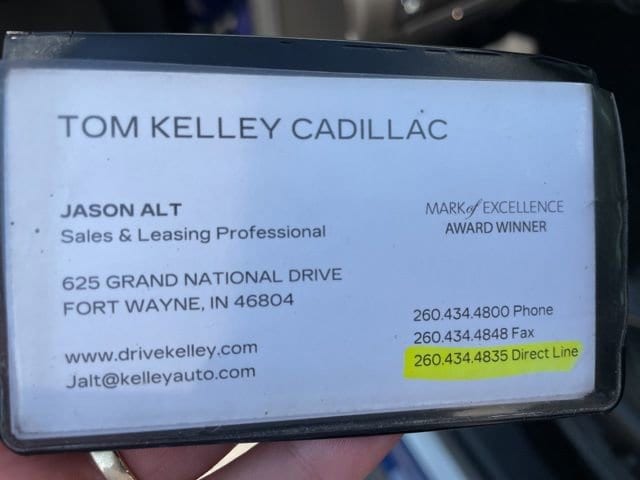 TOM KELLEY CADILLAC
JASON ALT
Sales & Leasing Professional
MARK of EXCELLENCE
AWARD WINNER
625 GRAND NATIONAL DRIVE
FORT WAYNE, IN 46804
www.drivekelley.com
Jalt@kelleyauto.com
260.434.4800 Phone
260.434.4848 Fax
260.434.4835 Direct Line